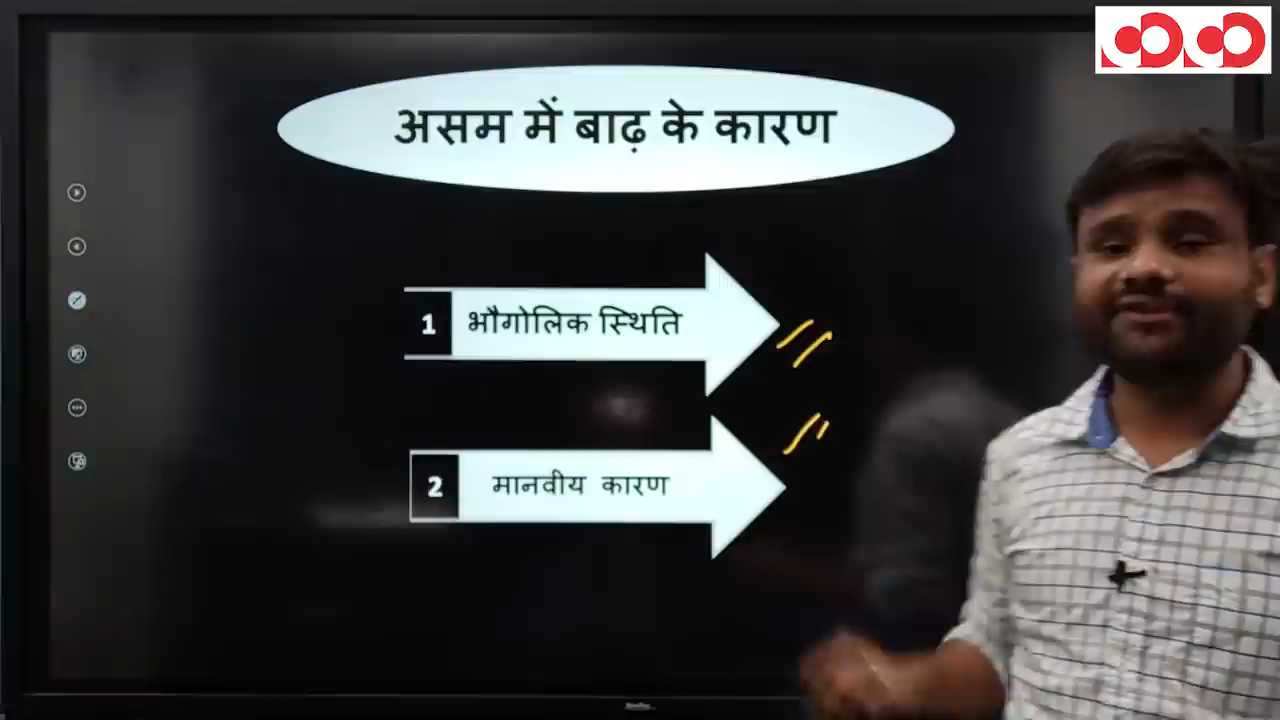 असम में बाढ़ के कारण
1 भौगोलिक स्थिति
2 मानवीय कारण